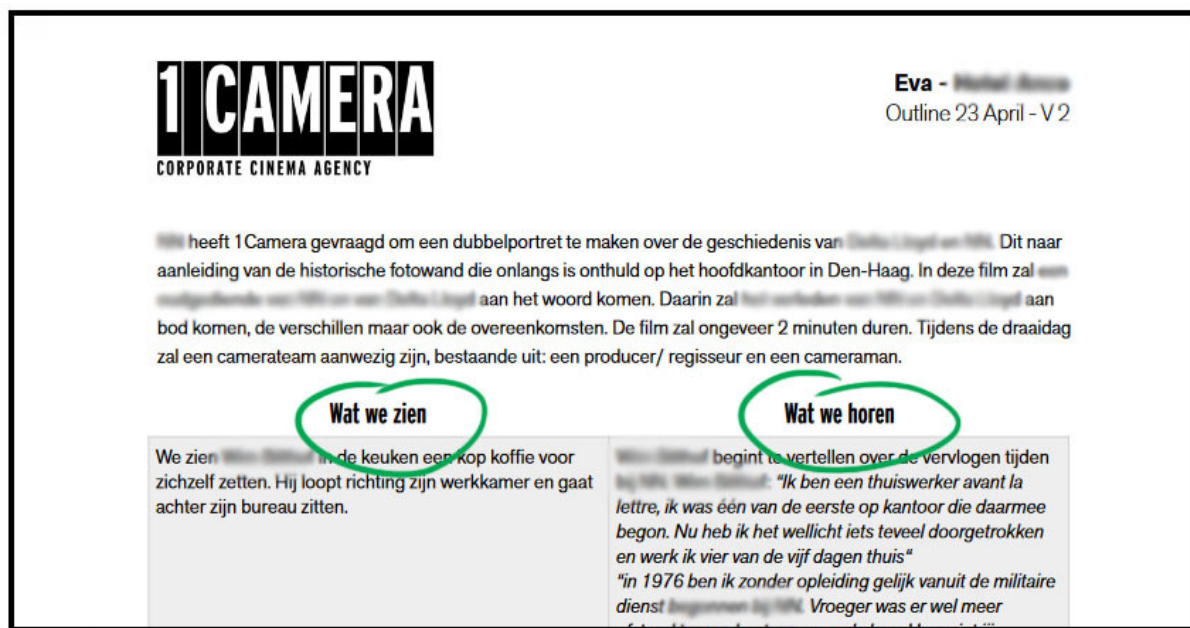 1 CAMERA
CORPORATE CINEMA AGENCY
Eva -
Outline 23 April - V 2
heeft 1Camera gevraagd om een dubbelportret te maken over de geschiedenis van Dit naar
aanleiding van de historische fotowand die onlangs is onthuld op het hoofdkantoor in Den-Haag. In deze film zal
aan het woord komen. Daarin zal aan
bod komen, de verschillen maar ook de overeenkomsten. De film zal ongeveer 2 minuten duren. Tijdens de draaidag
zal een camerateam aanwezig zijn, bestaande uit: een producer/ regisseur en een cameraman.
Wat we zien
We zien in de keuken een kop koffie voor
zichzelf zetten. Hij loopt richting zijn werkkamer en gaat
achter zijn bureau zitten.
Wat we horen
begint te vertellen over de vervlogen tijden
"Ik ben een thuiswerker avant la
lettre, ik was één van de eerste op kantoor die daarmee
begon. Nu heb ik het wellicht iets teveel doorgetrokken
en werk ik vier van de vijf dagen thuis"
"in 1976 ben ik zonder opleiding gelijk vanuit de militaire
dienst Vroeger was er wel meer